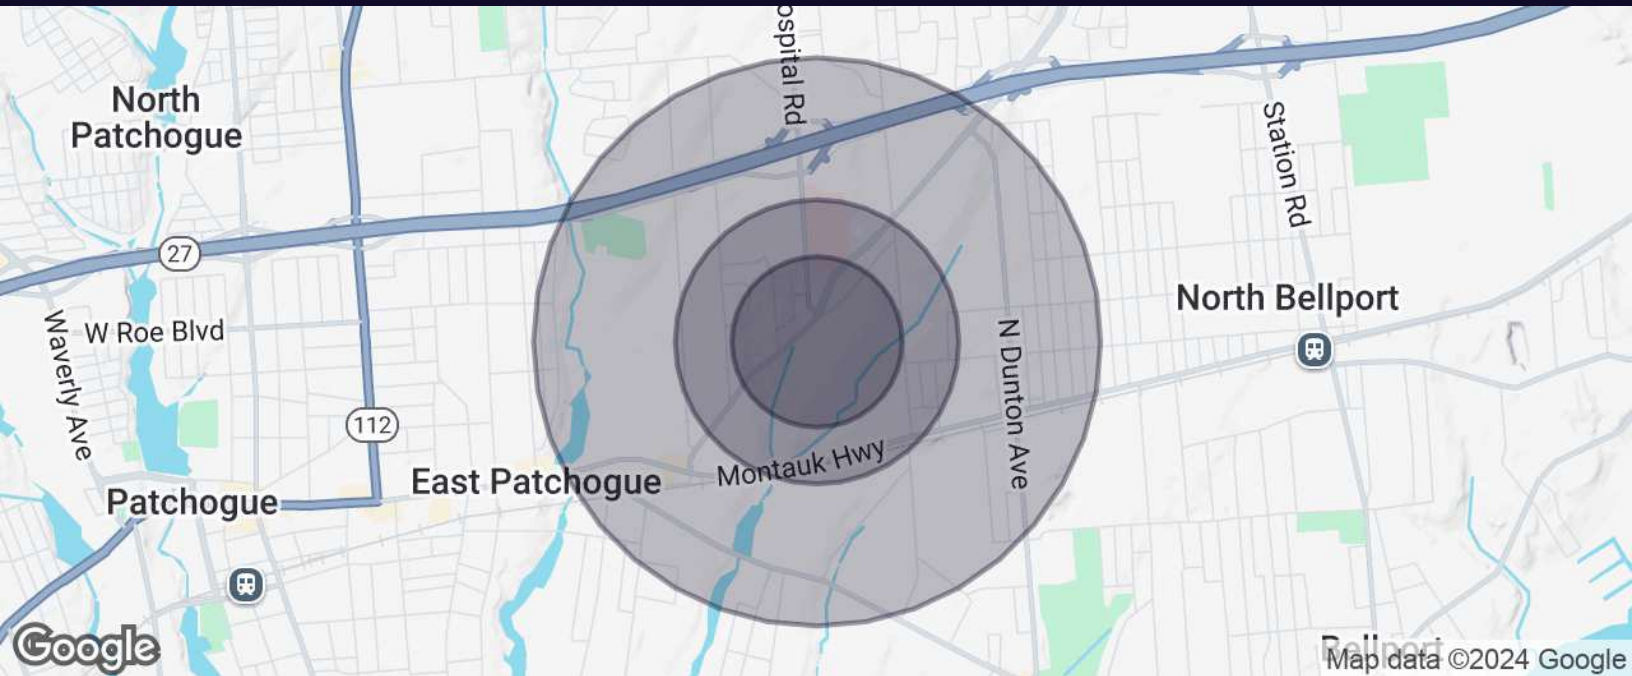 ospital Rd
North
Patchogue
Station Rd
27
North Bellport
W Roe Blvd
Waverly Ave
N Dunton Ave
112
Montauk Hwy
East Patchogue
Patchogue
Google
Bellport
Map data ©2024 Google